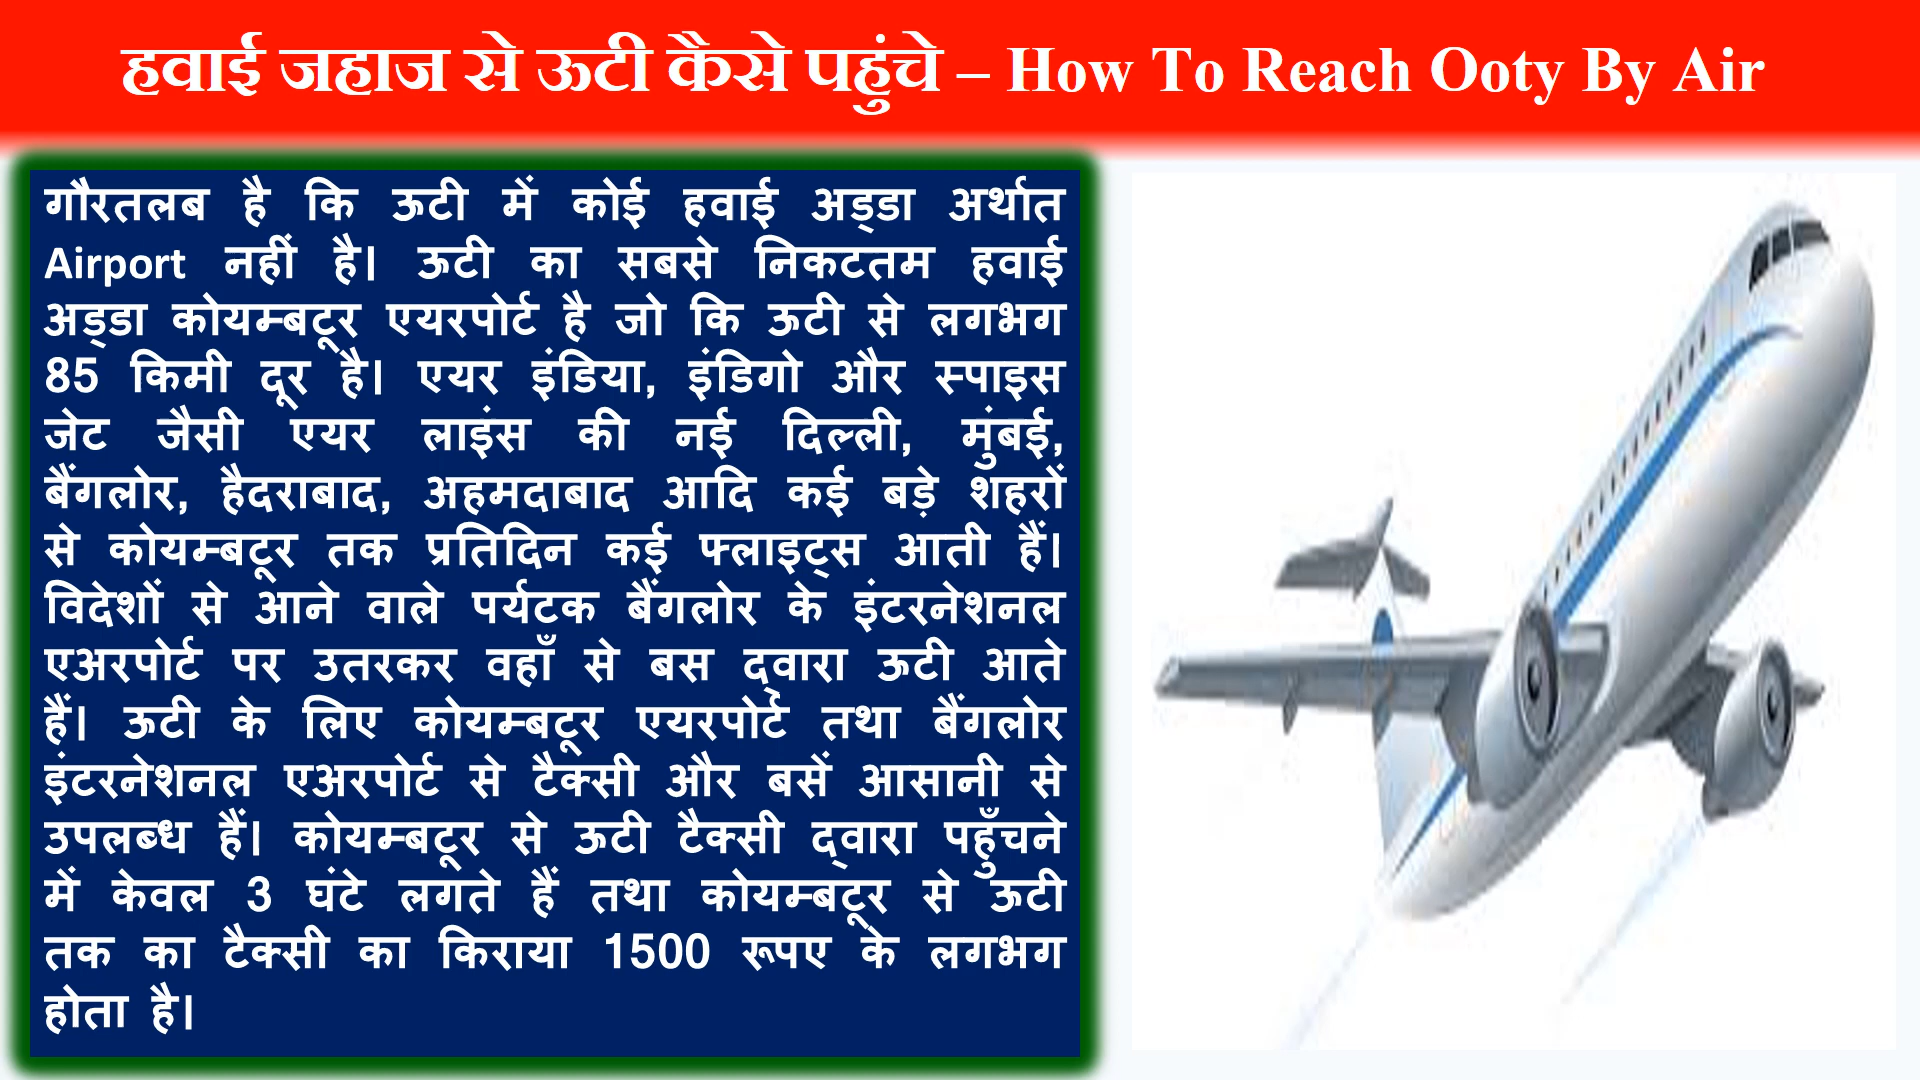 हवाई जहाज से ऊटी कैसे पहुंचे – How To Reach Ooty By Air
गौरतलब है कि ऊटी में कोई हवाई अड्डा अर्थात
Airport नहीं है। ऊटी का सबसे निकटतम हवाई
अड्डा कोयम्बटूर एयरपोर्ट है जो कि ऊटी से लगभग
85 किमी दूर है। एयर इंडिया, इंडिगो और स्पाइस
जेट जैसी एयर लाइंस की नई दिल्ली, मुंबई,
बैंगलोर, हैदराबाद, अहमदाबाद आदि कई बड़े शहरों
से कोयम्बटूर तक प्रतिदिन कई फ्लाइट्स आती हैं।
विदेशों से आने वाले पर्यटक बैंगलोर के इंटरनेशनल
एअरपोर्ट पर उतरकर वहाँ से बस द्वारा ऊटी आते
हैं। ऊटी के लिए कोयम्बटूर एयरपोर्ट तथा बैंगलोर
इंटरनेशनल एअरपोर्ट से टैक्सी और बसें आसानी से
उपलब्ध हैं। कोयम्बटूर से ऊटी टैक्सी द्वारा पहुँचने
में केवल 3 घंटे लगते हैं तथा कोयम्बटूर से ऊटी
तक का टैक्सी का किराया 1500 रूपए के लगभग
होता है।